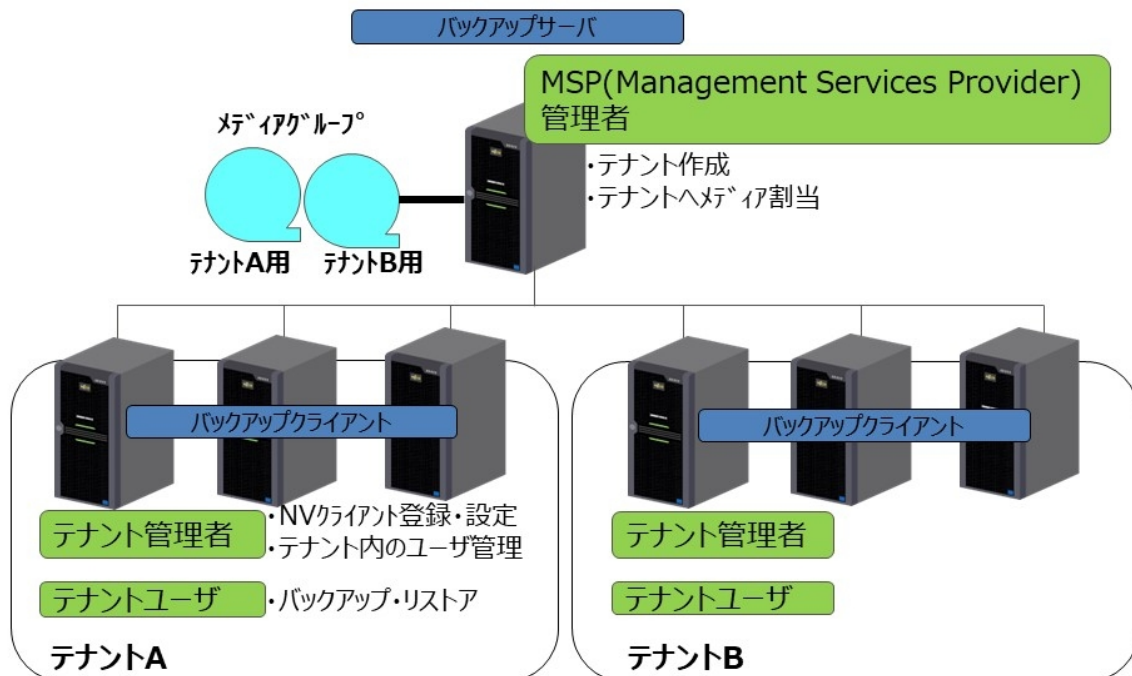 バックアップサーバ
MSP(Management Services Provider)
管理者
ﾒﾃﾞｨｱｸﾞﾙｰﾌﾟ
・テナント作成
・テナントへﾒﾃﾞｨｱ割当
テナントA用
テナントB用
バックアップクライアント
バックアップクライアント
テナント管理者
・NVｸﾗｲｱﾝﾄ登録・設定
・テナント内のユーザ管理
テナントユーザ
・バックアップ・リストア
テナントA
テナント管理者
テナントユーザ
テナントB